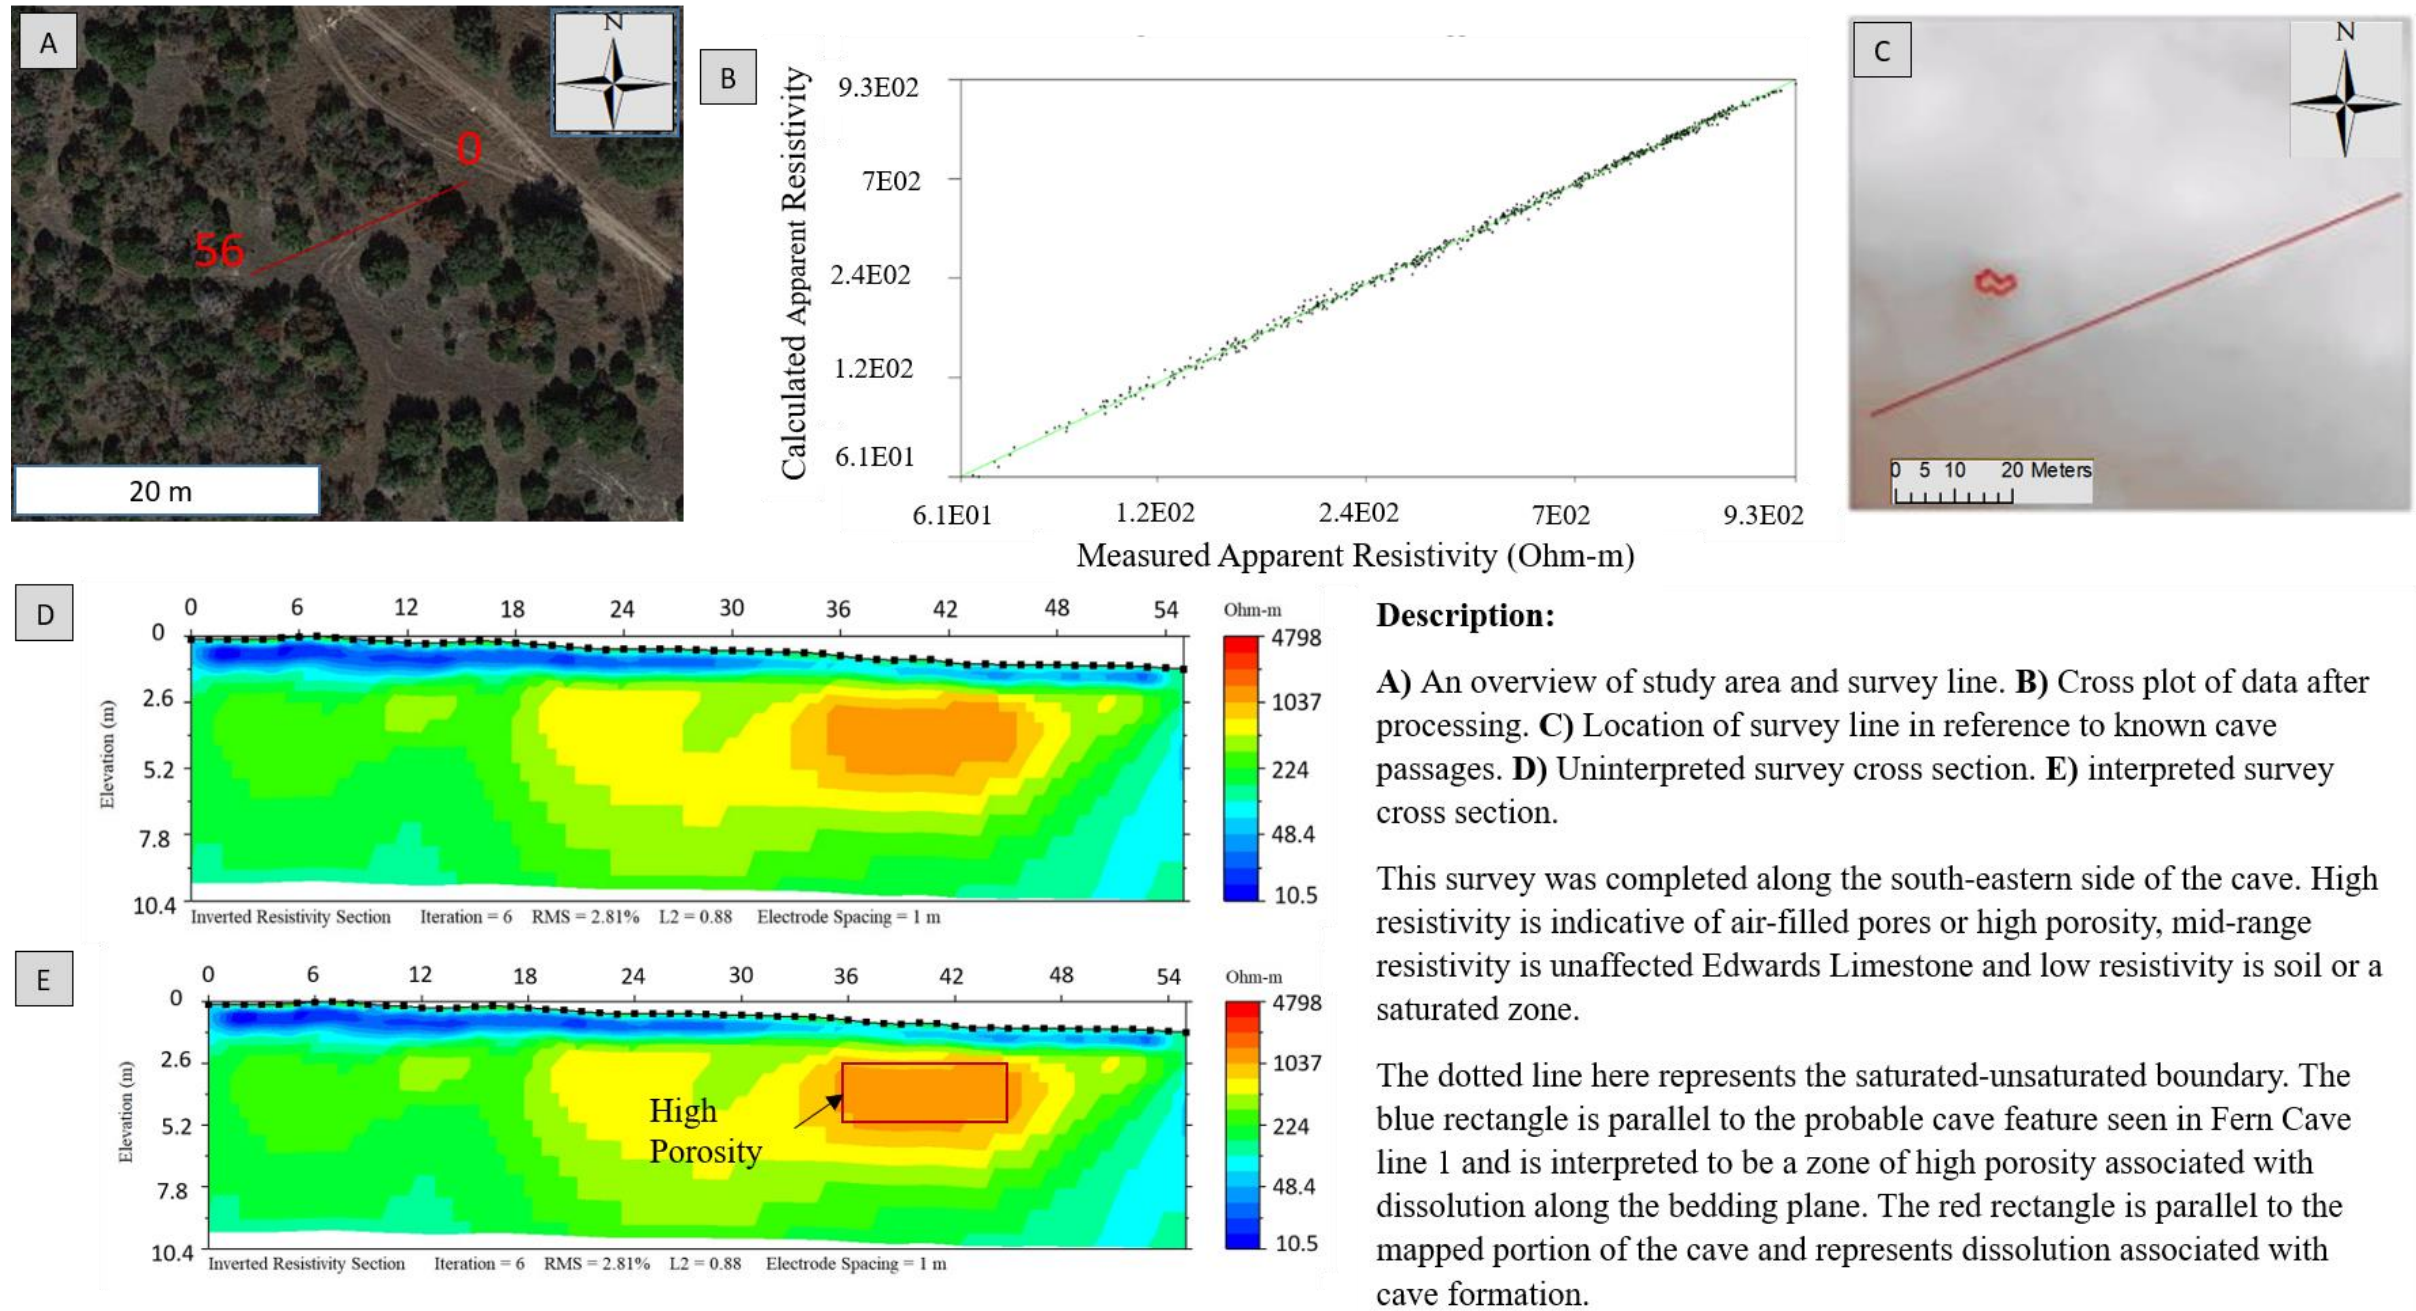 A
N
0
56
20 m
B
Calculated Apparent Resistivity
9.3E02
7E02
2.4E02
1.2E02
6.1E01
6.1E01 1.2E02 2.4E02 7E02 9.3E02
Measured Apparent Resistivity (Ohm-m)
C
N
0 5 10 20 Meters
D
0 6 12 18 24 30 36 42 48 54
Elevation (m)
0
2.6
5.2
7.8
10.4
Ohm-m
4798
1037
224
48.4
10.5
Inverted Resistivity Section Iteration = 6 RMS = 2.81% L2 = 0.88 Electrode Spacing = 1 m
E
0 6 12 18 24 30 36 42 48 54
Elevation (m)
0
2.6
5.2
7.8
10.4
High
Porosity
Ohm-m
4798
1037
224
48.4
10.5
Inverted Resistivity Section Iteration = 6 RMS = 2.81% L2 = 0.88 Electrode Spacing = 1 m
Description:
A) An overview of study area and survey line. B) Cross plot of data after
processing. C) Location of survey line in reference to known cave
passages. D) Uninterpreted survey cross section. E) interpreted survey
cross section.
This survey was completed along the south-eastern side of the cave. High
resistivity is indicative of air-filled pores or high porosity, mid-range
resistivity is unaffected Edwards Limestone and low resistivity is soil or a
saturated zone.
The dotted line here represents the saturated-unsaturated boundary. The
blue rectangle is parallel to the probable cave feature seen in Fern Cave
line 1 and is interpreted to be a zone of high porosity associated with
dissolution along the bedding plane. The red rectangle is parallel to the
mapped portion of the cave and represents dissolution associated with
cave formation.